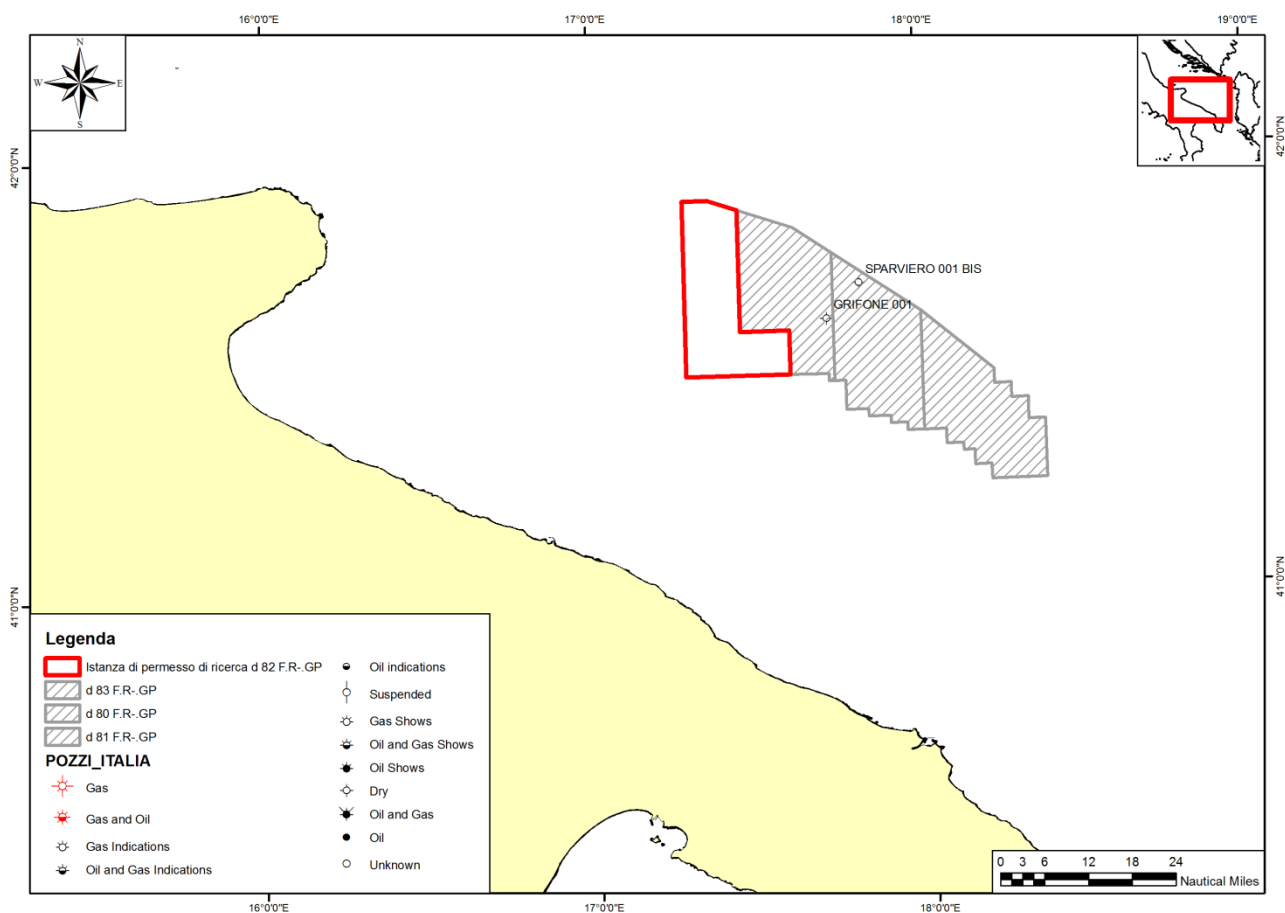 16°0'0"E 17°0'0"E 18°0'0"E 19°0'0"E
N
W E
S
42°0'0"N
42°0'0"N
SPARVIERO 001 BIS
GRIFONE 001
41°0'0"N
41°0'0"N
Legenda
Istanza di permesso di ricerca d 82 F.R-.GP
d 83 F.R-.GP
d 80 F.R-.GP
d 81 F.R-.GP
POZZI_ITALIA
Gas
Gas and Oil
Gas Indications
Oil and Gas Indications
Oil indications
Suspended
Gas Shows
Oil and Gas Shows
Oil Shows
Dry
Oil and Gas
Oil
Unknown
0 3 6 12 18 24
Nautical Miles
16°0'0"E 17°0'0"E 18°0'0"E